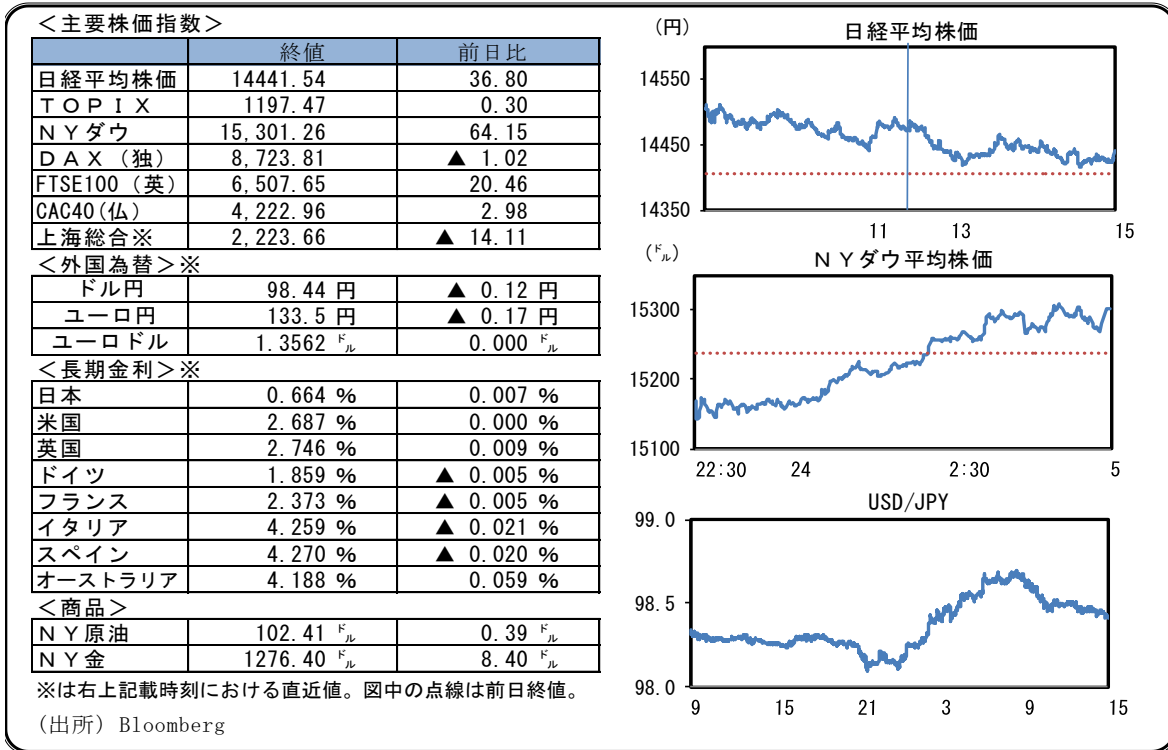 ＜主要株価指数＞
終値 前日比
日経平均株価 14441.54 36.80
ＴＯＰＩＸ 1197.47 0.30
ＮＹダウ 15,301.26 64.15
ＤＡＸ（独） 8,723.81 ▲ 1.02
FTSE100（英） 6,507.65 20.46
CAC40(仏) 4,222.96 2.98
上海総合※ 2,223.66 ▲ 14.11
＜外国為替＞※
ドル円 98.44 円 ▲ 0.12 円
ユーロ円 133.5 円 ▲ 0.17 円
ユーロドル 1.3562 ㌦ 0.000 ㌦
＜長期金利＞※
日本 0.664 % 0.007 %
米国 2.687 % 0.000 %
英国 2.746 % 0.009 %
ドイツ 1.859 % ▲ 0.005 %
フランス 2.373 % ▲ 0.005 %
イタリア 4.259 % ▲ 0.021 %
スペイン 4.270 % ▲ 0.020 %
オーストラリア 4.188 % 0.059 %
＜商品＞
ＮＹ原油 102.41 ㌦ 0.39 ㌦
ＮＹ金 1276.40 ㌦ 8.40 ㌦
※は右上記載時刻における直近値。図中の点線は前日終値。
(出所) Bloomberg
(円) 日経平均株価
14550
14450
14350
11 13 15
(㌦) ＮＹダウ平均株価
15300
15200
15100
22:30 24 2:30 5
USD/JPY
99.0
98.5
98.0
9 15 21 3 9 15